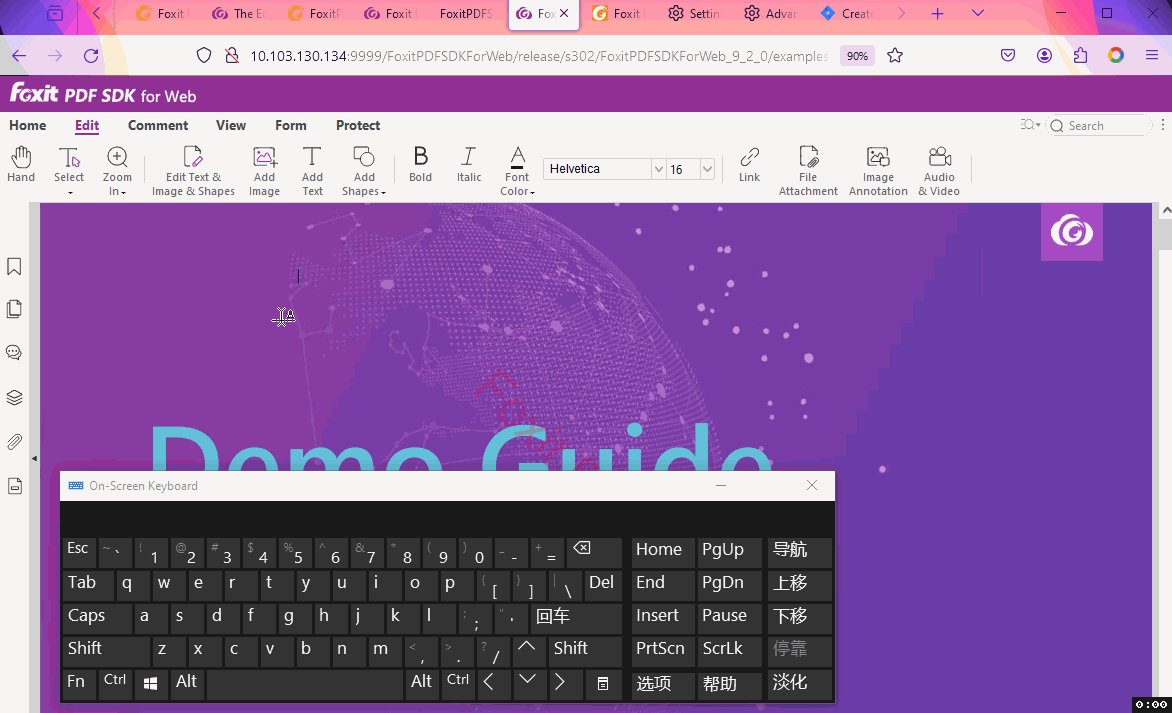 Foxit FoxitP Foxit FoxitPDFS Fox Foxit Settin Advan Create
10.103.130.134:9999/FoxitPDFSDKForWeb/release/s302/FoxitPDFSDKForWeb_9_2_0/examples 90%
Foxit PDF SDK for Web
Home Edit Comment View Form Protect Search
Hand Select Zoom In Edit Text & Image & Shapes Add Image Add Text Add Shapes Bold Italic Font Color Helvetica 16 Link File Attachment Image Annotation Audio & Video
Demo Guide
On-Screen Keyboard
Esc ~ ` ! 1 @ 2 # 3 $ 4 % 5 ^ 6 & 7 * 8 ( 9 ) 0 _ - + = Home PgUp 导航
Tab q w e r t y u i o p { [ } ] | \ Del End PgDn 上移
Caps a s d f g h j k l : ; " ' 回车 Insert Pause 下移
Shift z x c v b n m < , > . ? / Shift PrtScn ScrLk 停靠
Fn Ctrl Alt Alt Ctrl 选项 帮助 淡化
0:00